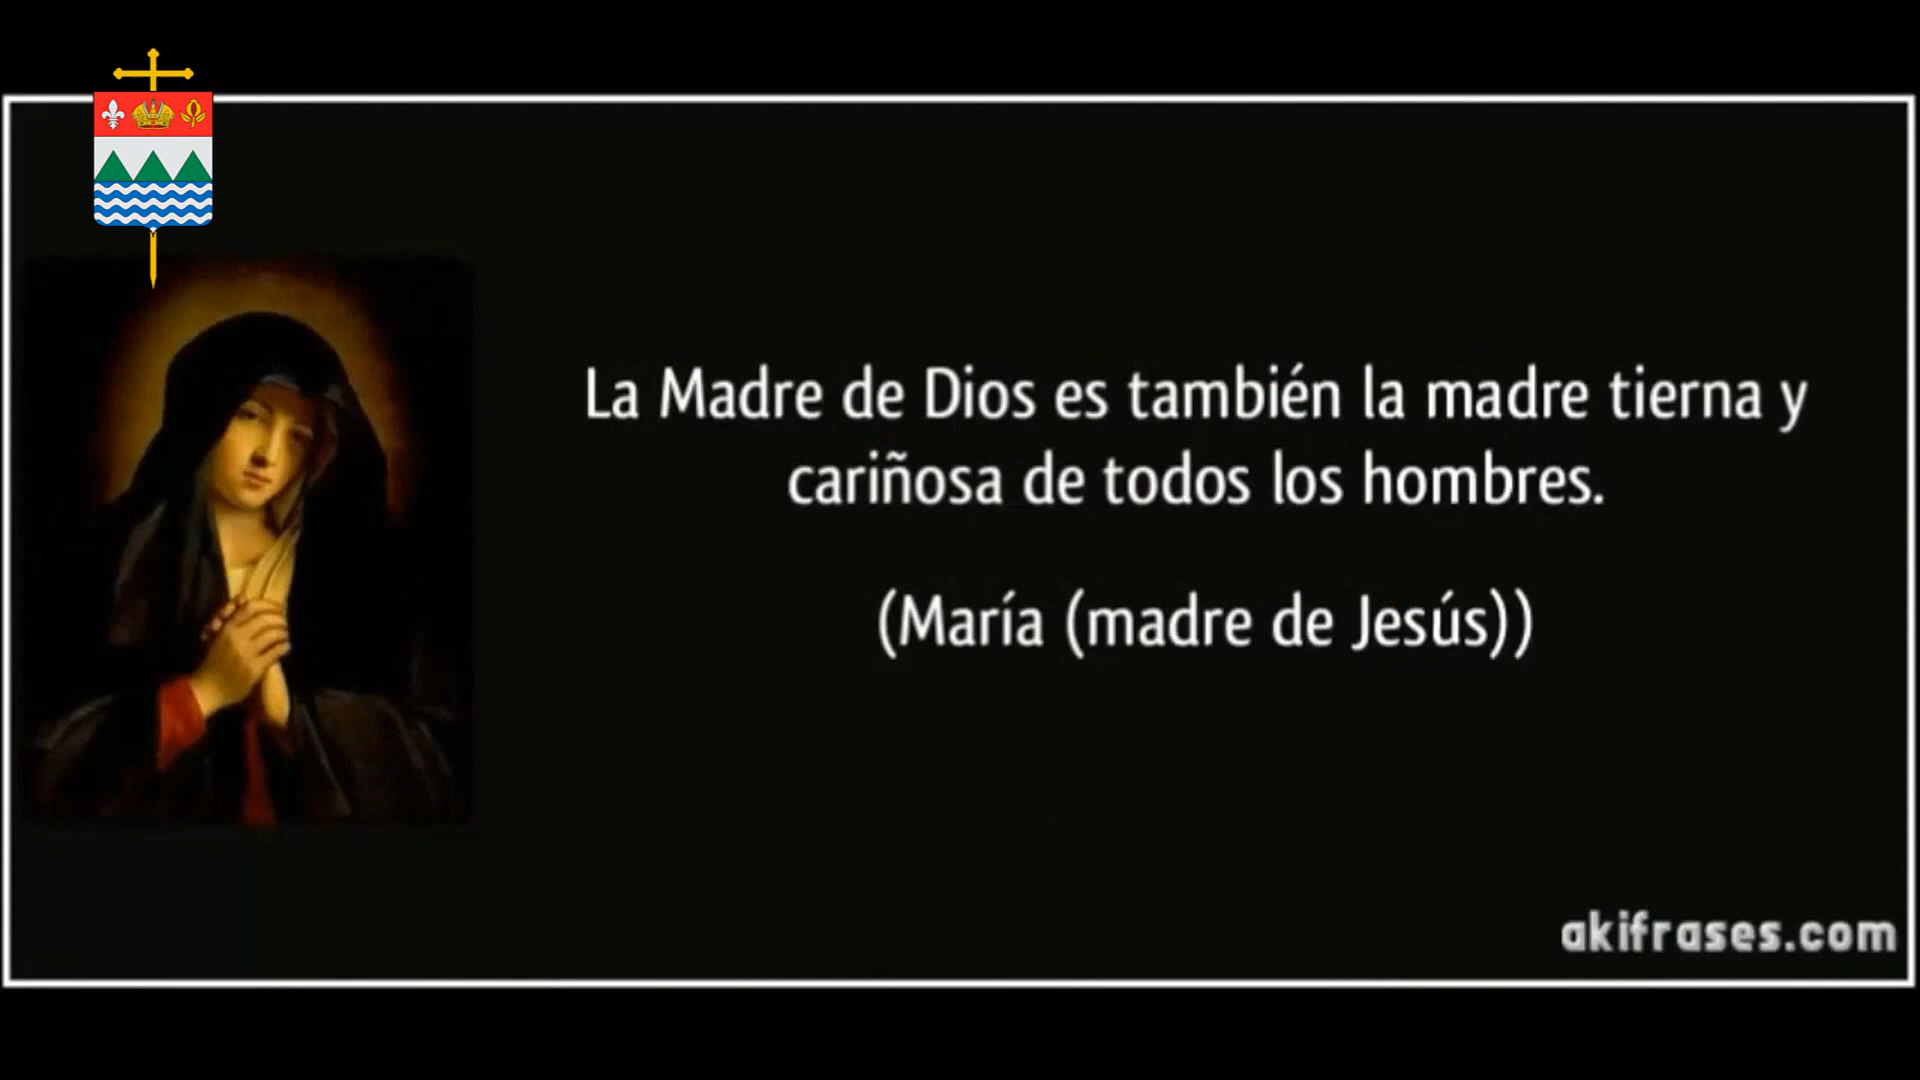 La Madre de Dios es también la madre tierna y
cariñosa de todos los hombres.
(María (madre de Jesús))
akifrases.com